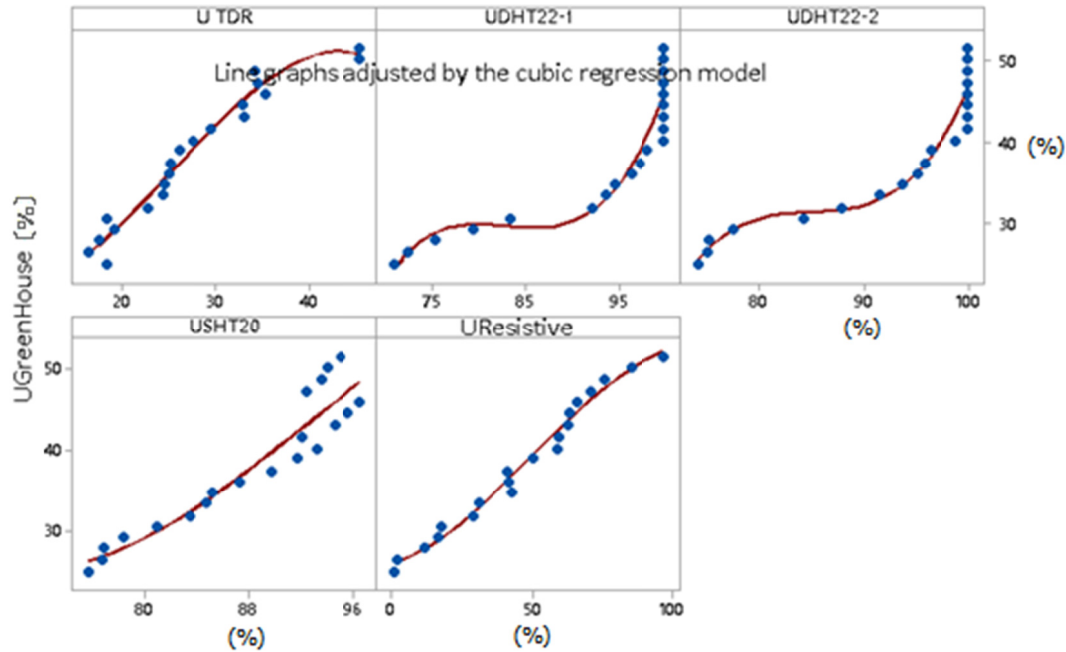 U TDR UDHT22-1 UDHT22-2
Line graphs adjusted by the cubic regression model
50
40 (%)
30
UGreenHouse [%]
20 30 40 75 85 95 80 90 100
(%)
USHT20 UResistive
50
40
30
80 88 96 0 50 100
(%) (%)